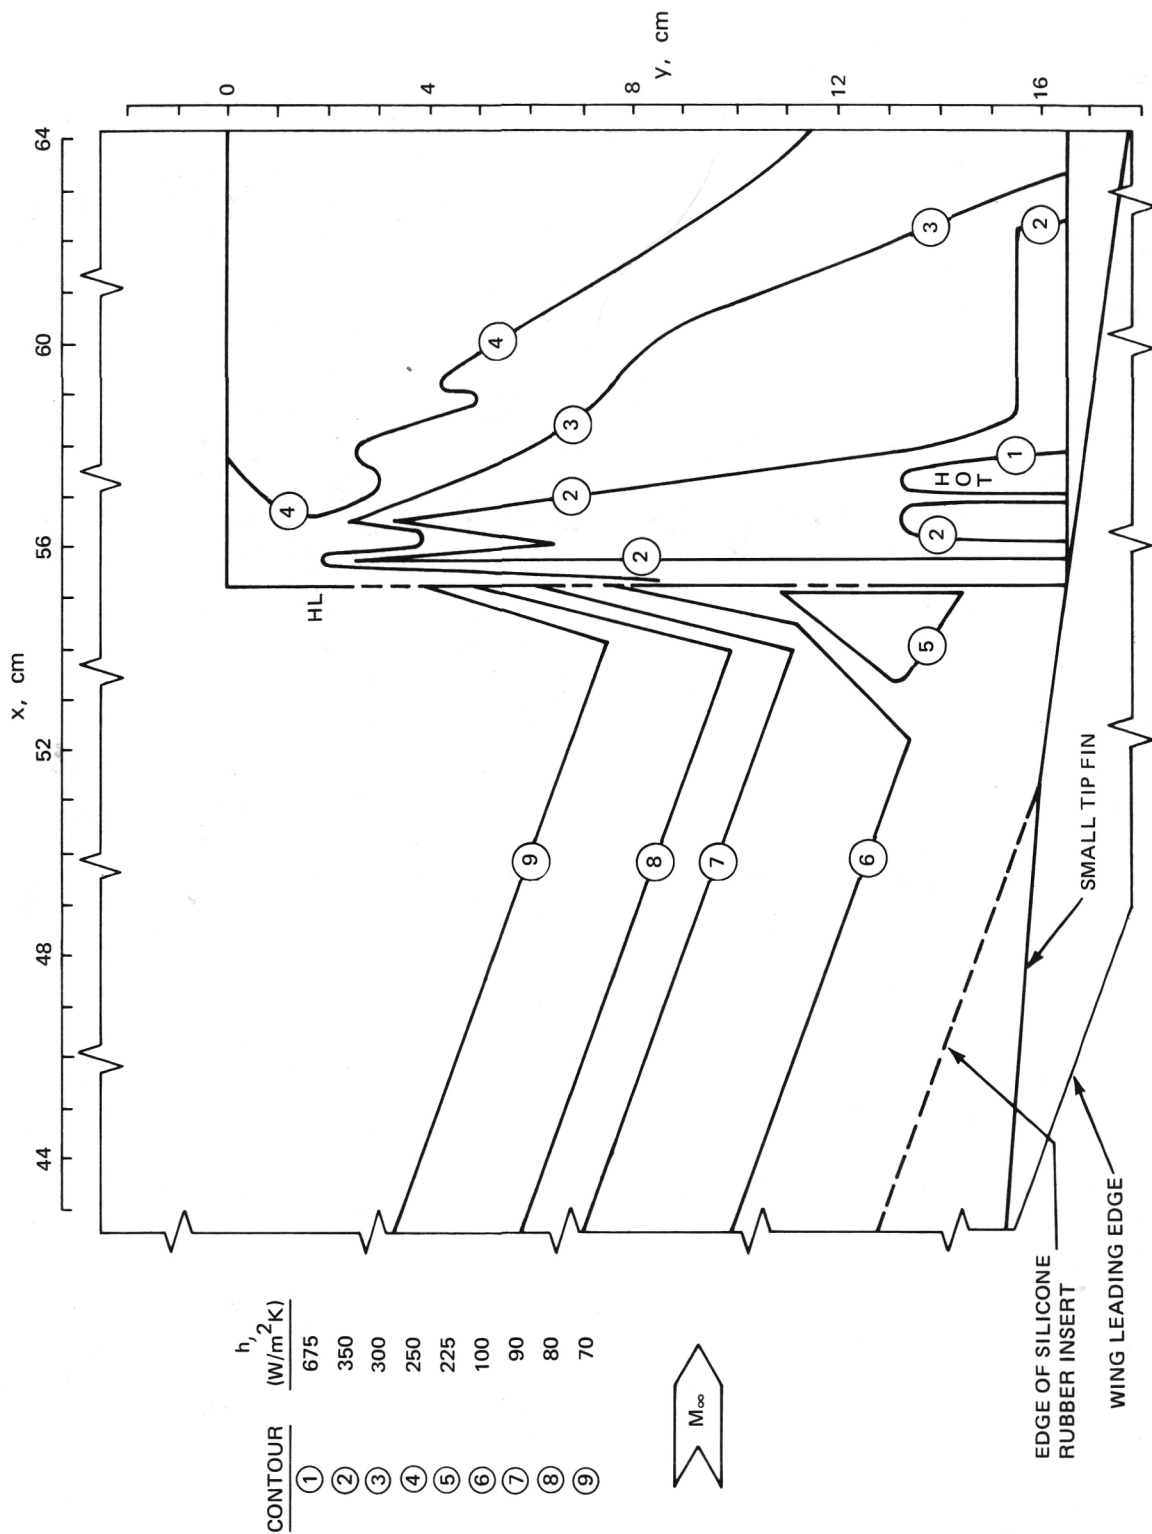 CONTOUR
h,
(W/m²K)
1 675
2 350
3 300
4 250
5 225
6 100
7 90
8 80
9 70
M∞
x, cm
44
48
52
56
60
64
y, cm
0
4
8
12
16
HL
4
4
3
3
2
2
2
2
1
HOT
5
9
8
7
6
SMALL TIP FIN
EDGE OF SILICONE
RUBBER INSERT
WING LEADING EDGE